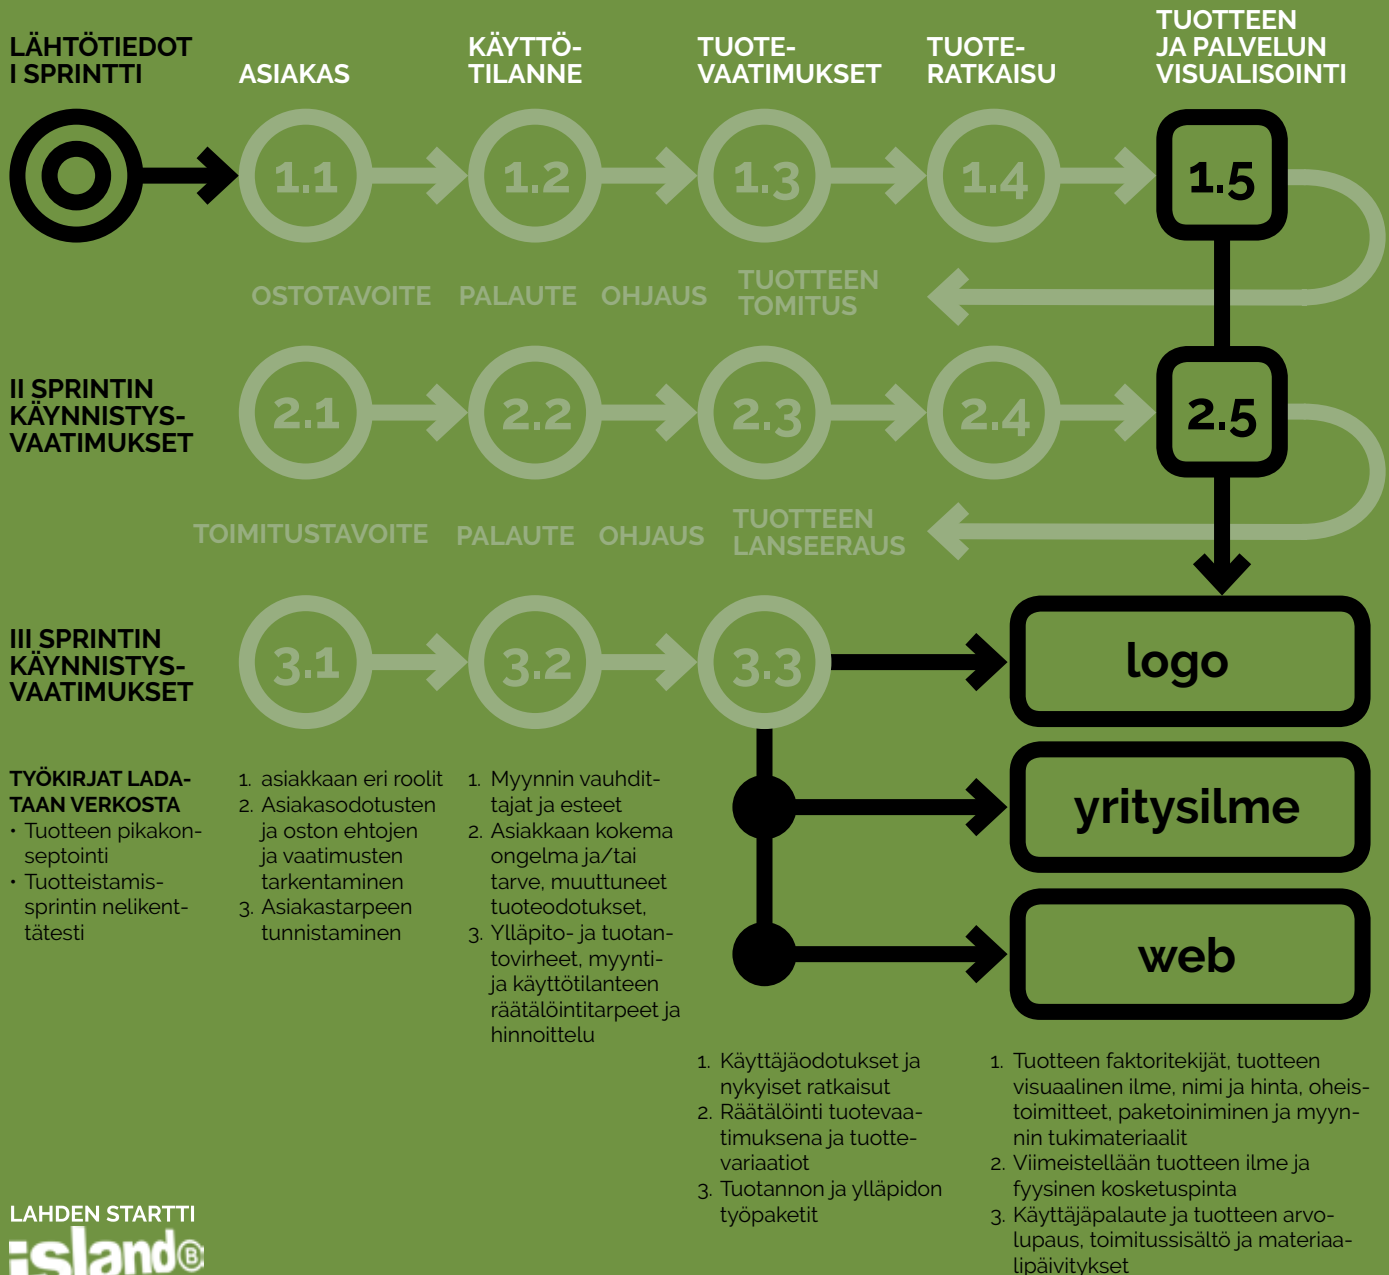 LÄHTÖTIEDOT
I SPRINTTI
ASIAKAS
KÄYTTÖ-
TILANNE
TUOTE-
VAATIMUKSET
TUOTE-
RATKAISU
TUOTTEEN
JA PALVELUN
VISUALISOINTI
1.1
1.2
1.3
1.4
1.5
OSTOTAVOITE
PALAUTE
OHJAUS
TUOTTEEN
TOMITUS
II SPRINTIN
KÄYNNISTYS-
VAATIMUKSET
2.1
2.2
2.3
2.4
2.5
TOIMITUSTAVOITE
PALAUTE
OHJAUS
TUOTTEEN
LANSEERAUS
III SPRINTIN
KÄYNNISTYS-
VAATIMUKSET
3.1
3.2
3.3
logo
yritysilme
web
TYÖKIRJAT LADA-
TAAN VERKOSTA
• Tuotteen pikakon-
septointi
• Tuotteistamis-
sprintin nelikent-
tätesti
1. asiakkaan eri roolit
2. Asiakasodotusten
ja oston ehtojen
ja vaatimusten
tarkentaminen
3. Asiakastarpeen
tunnistaminen
1. Myynnin vauhdit-
tajat ja esteet
2. Asiakkaan kokema
ongelma ja/tai
tarve, muuttuneet
tuoteodotukset,
3. Ylläpito- ja tuotan-
tovirheet, myynti-
ja käyttötilanteen
räätälöintitarpeet ja
hinnoittelu
1. Käyttäjäodotukset ja
nykyiset ratkaisut
2. Räätälöinti tuotevaa-
timuksena ja tuotte-
variaatiot
3. Tuotannon ja ylläpidon
työpaketit
1. Tuotteen faktoritekijät, tuotteen
visuaalinen ilme, nimi ja hinta, oheis-
toimitteet, paketoiniminen ja myyn-
nin tukimateriaalit
2. Viimeistellään tuotteen ilme ja
fyysinen kosketuspinta
3. Käyttäjäpalaute ja tuotteen arvo-
lupaus, toimitussisältö ja materiaa-
lipäivitykset
LAHDEN STARTTI
island B